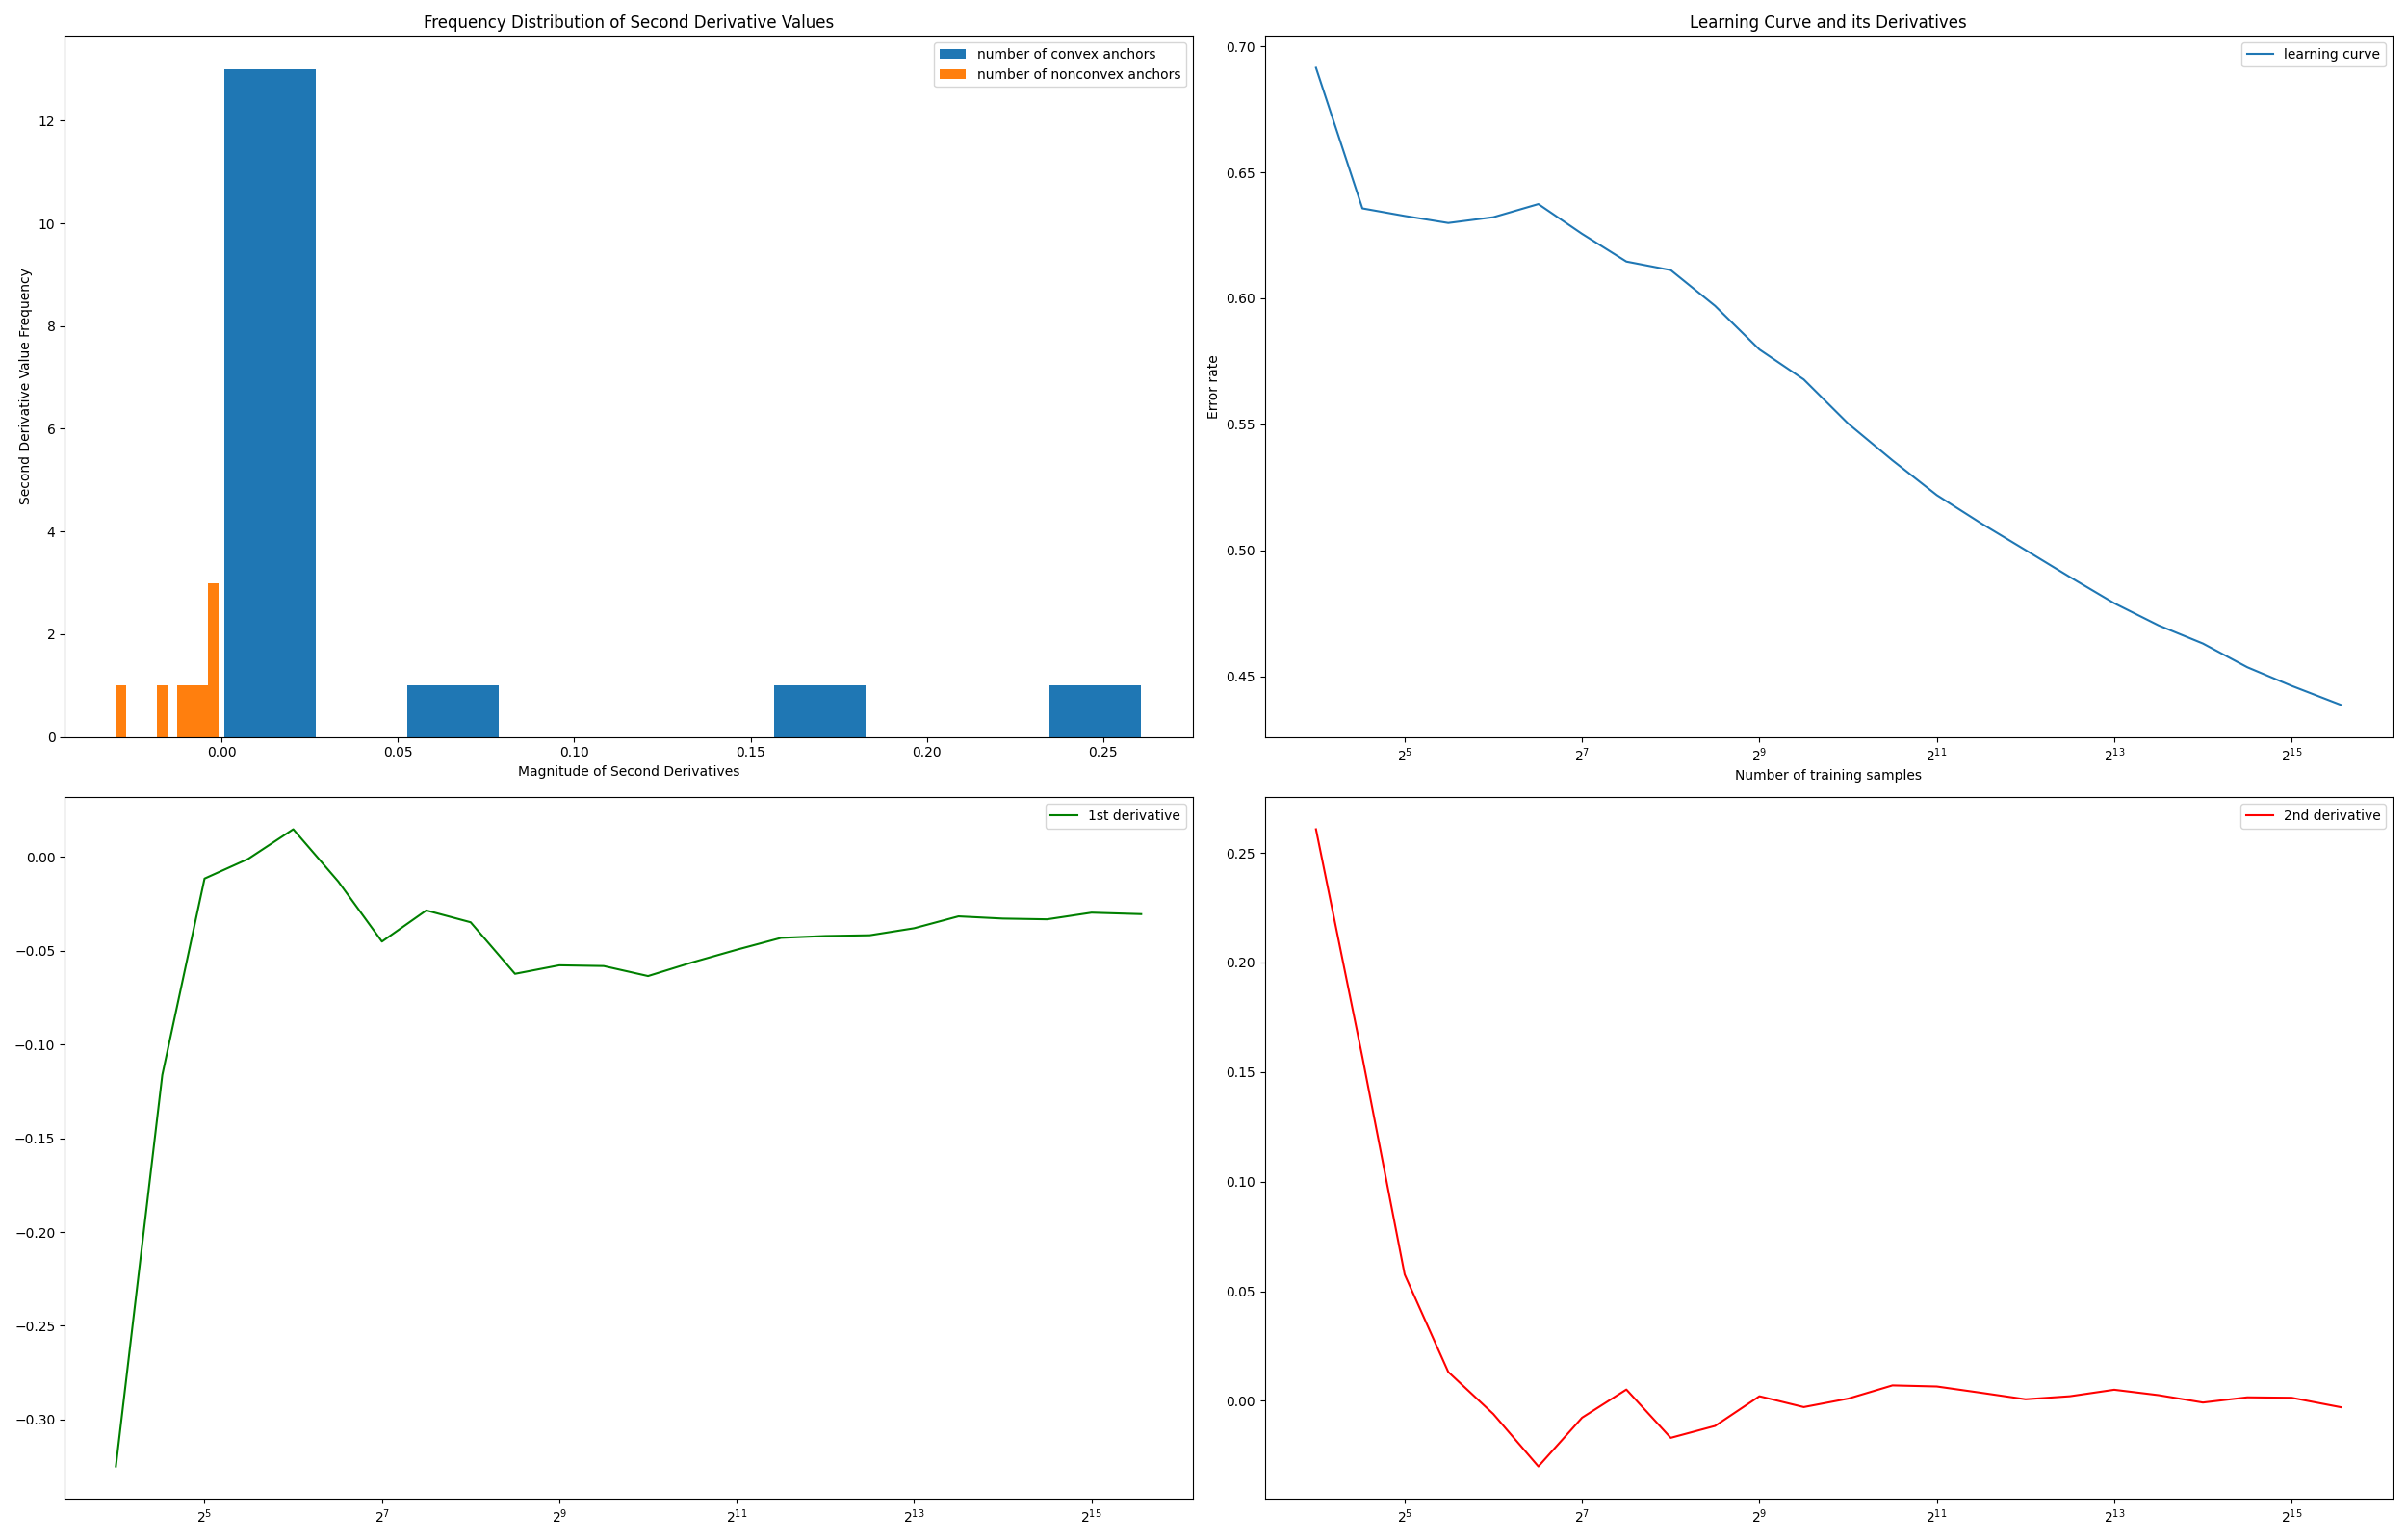 Frequency Distribution of Second Derivative Values
number of convex anchors
number of nonconvex anchors
Second Derivative Value Frequency
12
10
8
6
4
2
0
0.00 0.05 0.10 0.15 0.20 0.25
Magnitude of Second Derivatives
Learning Curve and its Derivatives
learning curve
Error rate
0.70
0.65
0.60
0.55
0.50
0.45
2^5 2^7 2^9 2^11 2^13 2^15
Number of training samples
1st derivative
0.00
−0.05
−0.10
−0.15
−0.20
−0.25
−0.30
2^5 2^7 2^9 2^11 2^13 2^15
2nd derivative
0.25
0.20
0.15
0.10
0.05
0.00
2^5 2^7 2^9 2^11 2^13 2^15